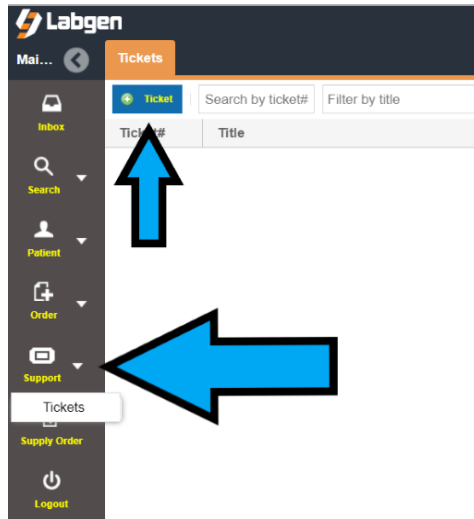 Labgen
Mai...
Tickets
Ticket
Search by ticket#
Filter by title
Inbox
Title
Search
Patient
Order
Support
Tickets
Supply Order
Logout